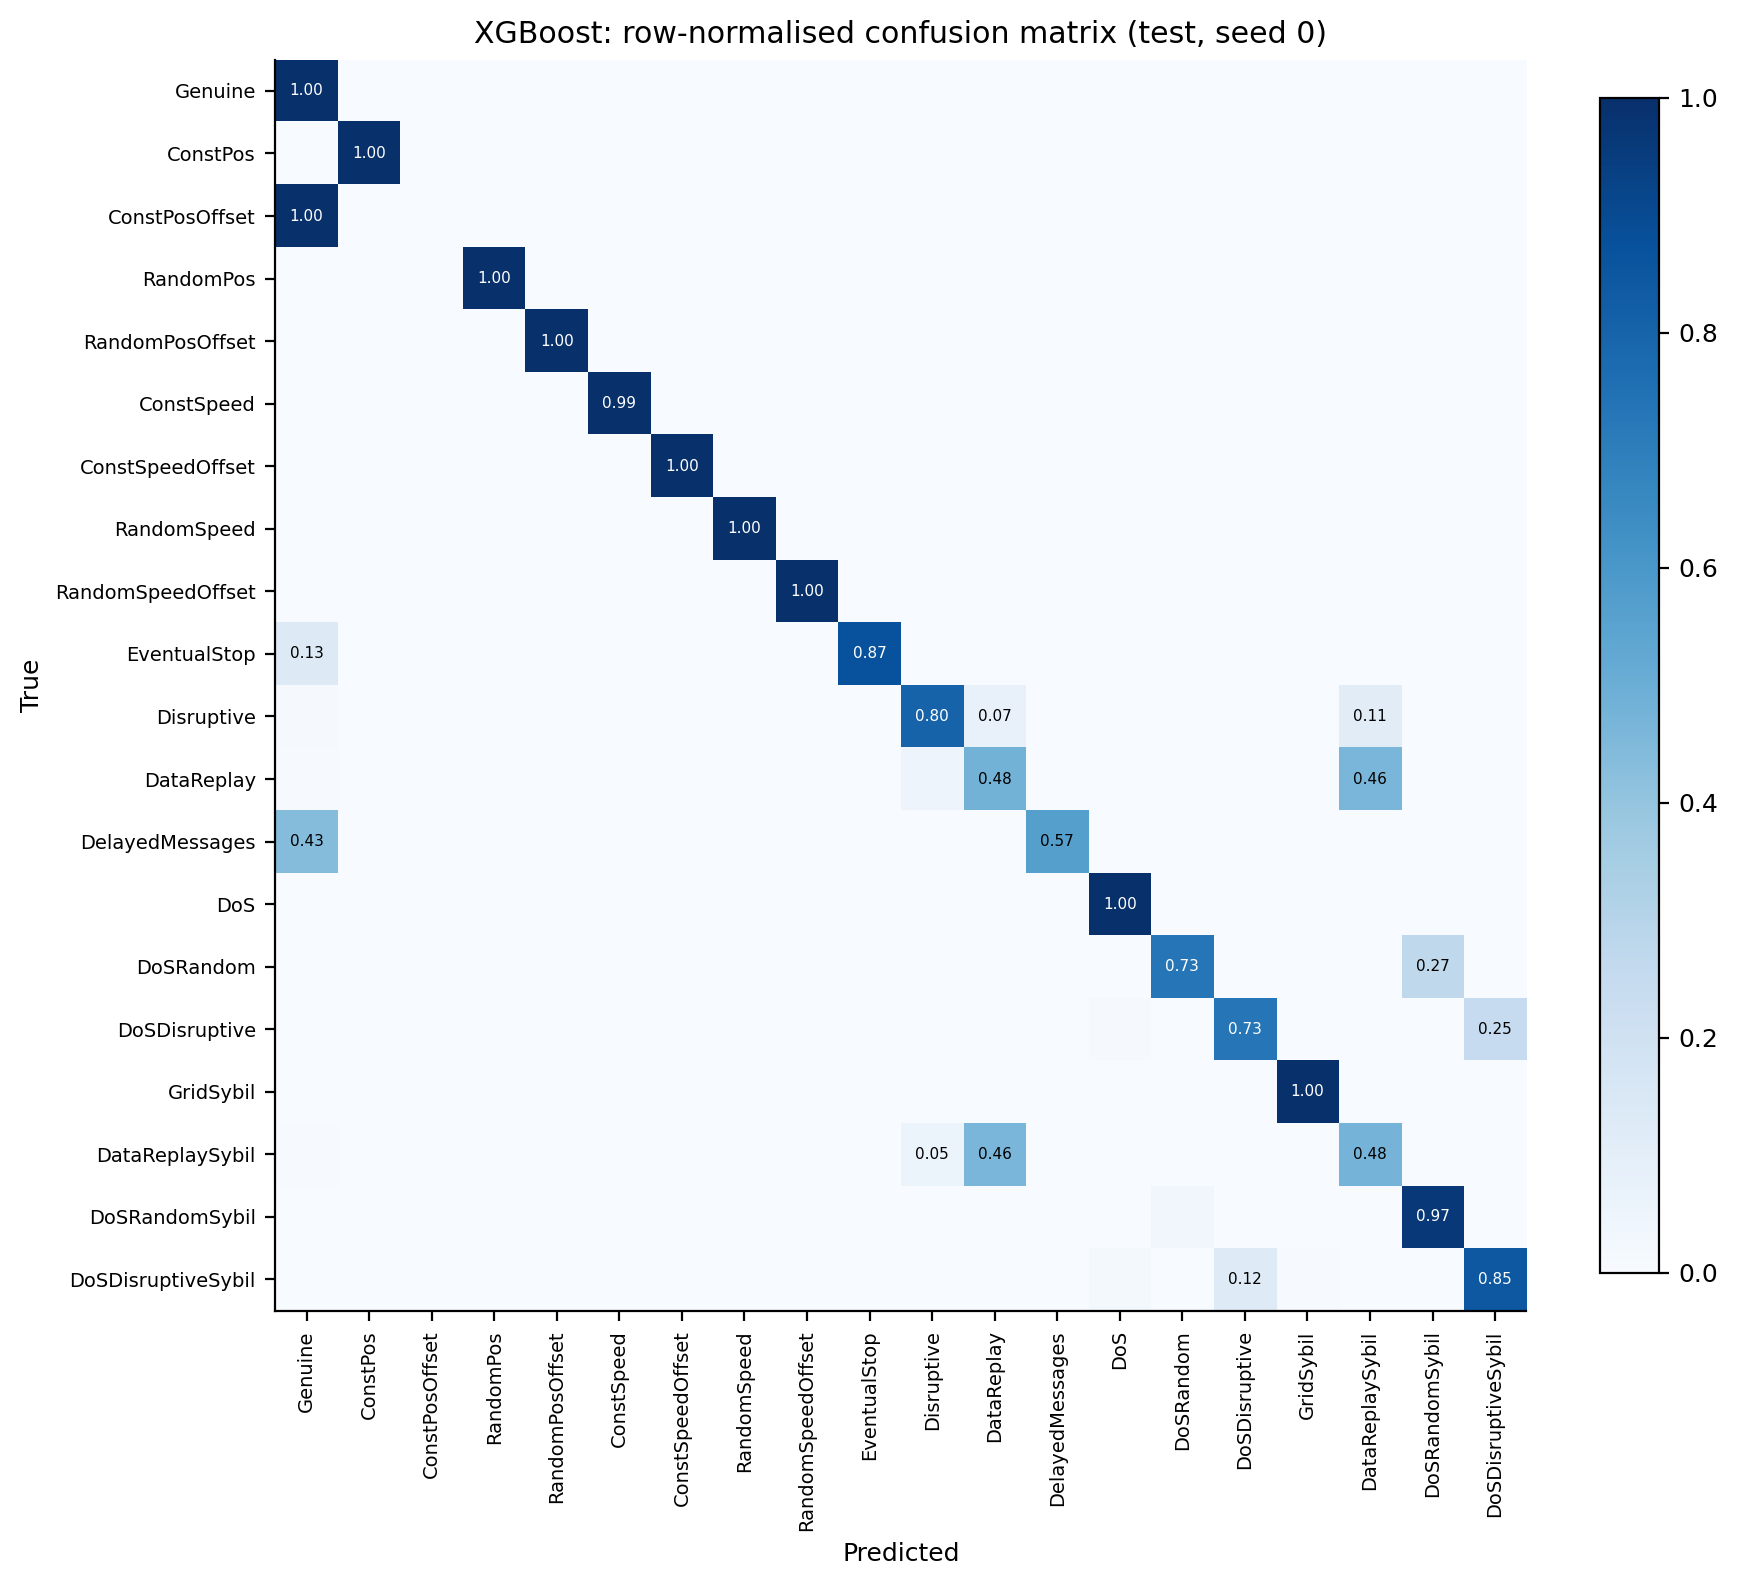 XGBoost: row-normalised confusion matrix (test, seed 0)
True
Genuine 1.00
ConstPos 1.00
ConstPosOffset 1.00
RandomPos 1.00
RandomPosOffset 1.00
ConstSpeed 0.99
ConstSpeedOffset 1.00
RandomSpeed 1.00
RandomSpeedOffset 1.00
EventualStop 0.13 0.87
Disruptive 0.80 0.07 0.11
DataReplay 0.48 0.46
DelayedMessages 0.43 0.57
DoS 1.00
DoSRandom 0.73 0.27
DoSDisruptive 0.73 0.25
GridSybil 1.00
DataReplaySybil 0.05 0.46 0.48
DoSRandomSybil 0.97
DoSDisruptiveSybil 0.12 0.85
Genuine
ConstPos
ConstPosOffset
RandomPos
RandomPosOffset
ConstSpeed
ConstSpeedOffset
RandomSpeed
RandomSpeedOffset
EventualStop
Disruptive
DataReplay
DelayedMessages
DoS
DoSRandom
DoSDisruptive
GridSybil
DataReplaySybil
DoSRandomSybil
DoSDisruptiveSybil
Predicted
1.0
0.8
0.6
0.4
0.2
0.0